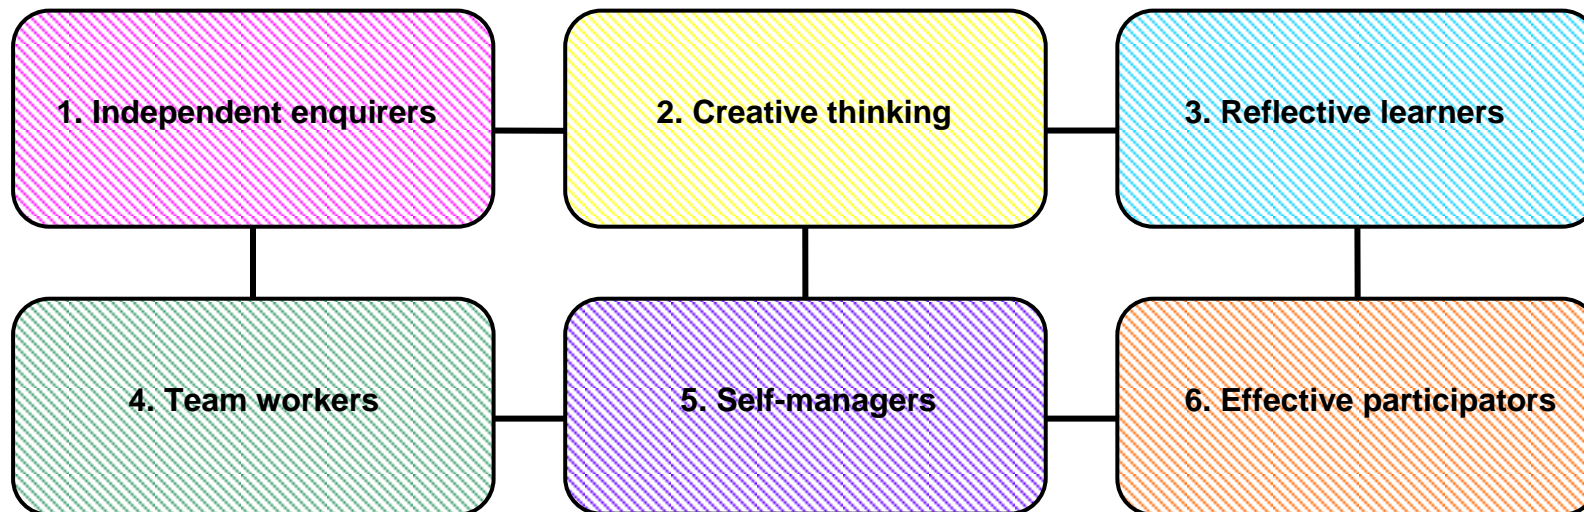 1. Independent enquirers
2. Creative thinking
3. Reflective learners
4. Team workers
5. Self-managers
6. Effective participators